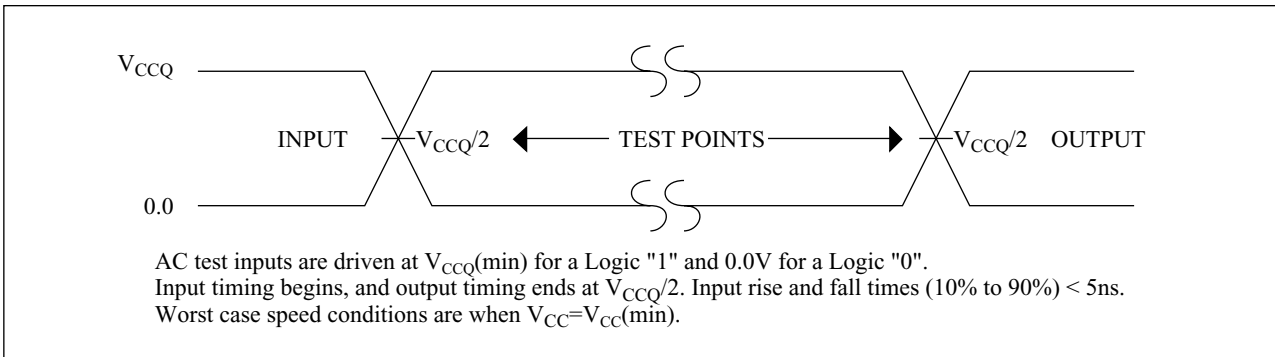 VCCQ
INPUT VCCQ/2 TEST POINTS VCCQ/2 OUTPUT
0.0
AC test inputs are driven at VCCQ(min) for a Logic "1" and 0.0V for a Logic "0".
Input timing begins, and output timing ends at VCCQ/2. Input rise and fall times (10% to 90%) < 5ns.
Worst case speed conditions are when VCC=VCC(min).